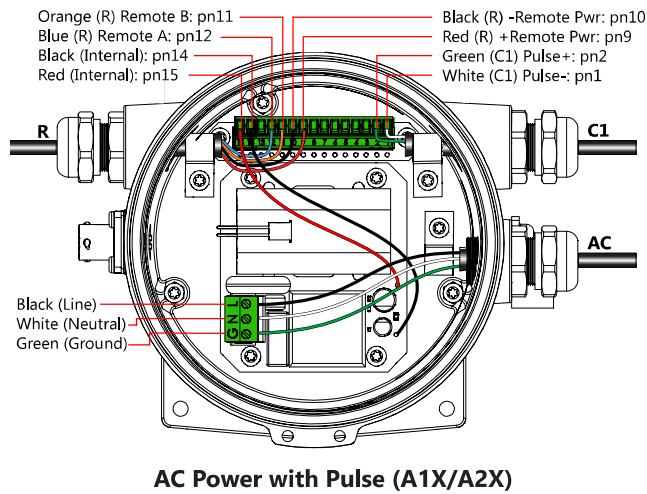 Orange (R) Remote B: pn11
Blue (R) Remote A: pn12
Black (Internal): pn14
Red (Internal): pn15
Black (R) -Remote Pwr: pn10
Red (R) +Remote Pwr: pn9
Green (C1) Pulse+: pn2
White (C1) Pulse-: pn1
R
C1
AC
Black (Line)
White (Neutral)
Green (Ground)
L
N
G
AC Power with Pulse (A1X/A2X)